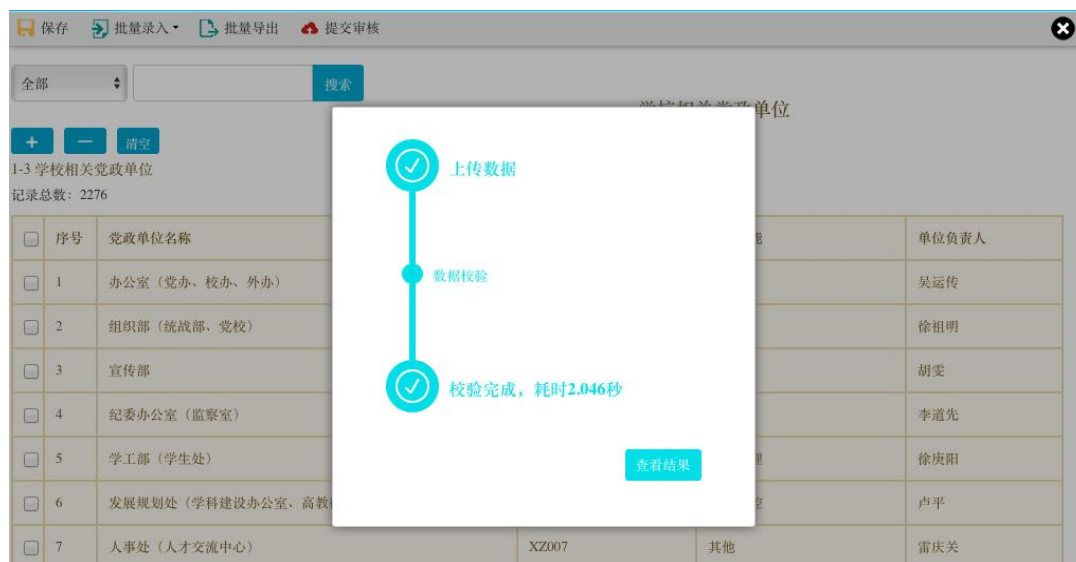 保存 批量录入 批量导出 提交审核
全部 搜索
单位
+ − 清空
1-3 学校相关党政单位
记录总数：2276
上传数据
数据校验
校验完成，耗时2.046秒
查看结果
序号 党政单位名称 单位负责人
1 办公室（党办、校办、外办） 吴运传
2 组织部（统战部、党校） 徐祖明
3 宣传部 胡雯
4 纪委办公室（监察室） 李道先
5 学工部（学生处） 徐庚阳
6 发展规划处（学科建设办公室、高教 卢平
7 人事处（人才交流中心） XZ007 其他 雷庆关